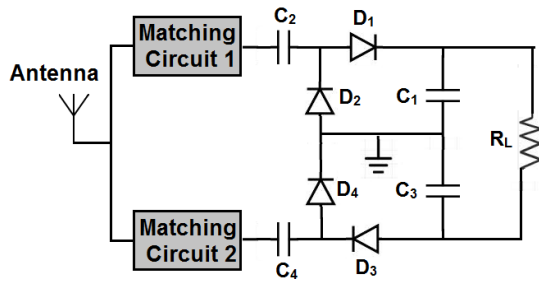 Matching
Circuit 1
C2
D1
Antenna
D2
C1
RL
D4
C3
Matching
Circuit 2
C4
D3